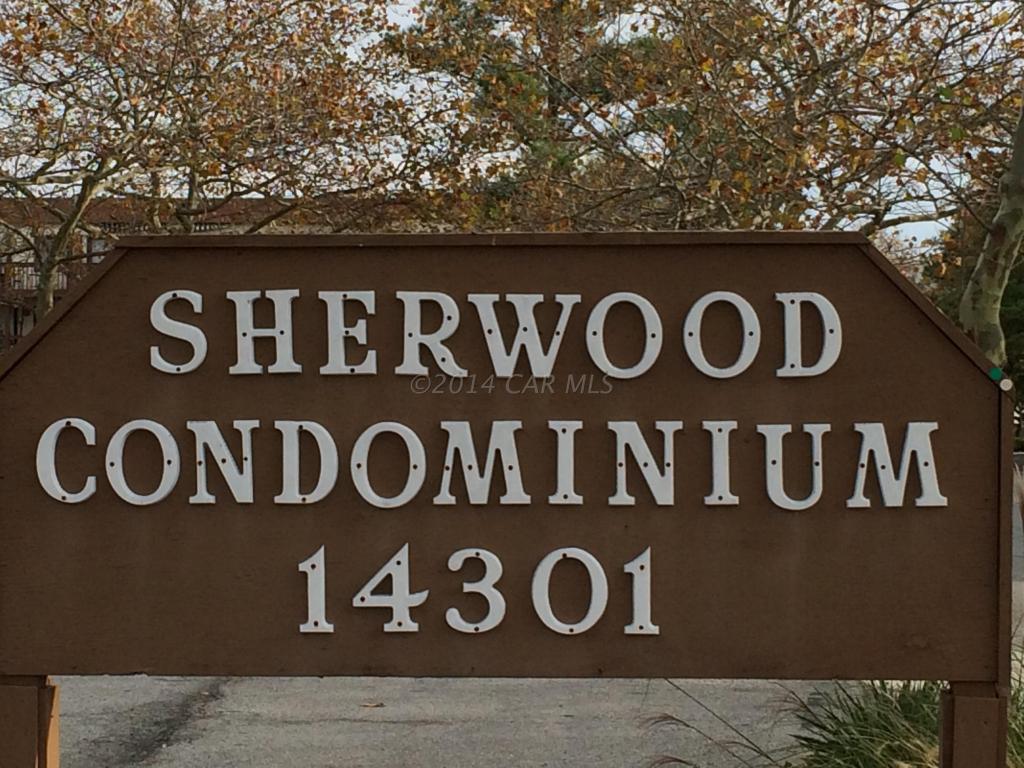 SHERWOOD
©2014 CAR MLS
CONDOMINIUM
14301